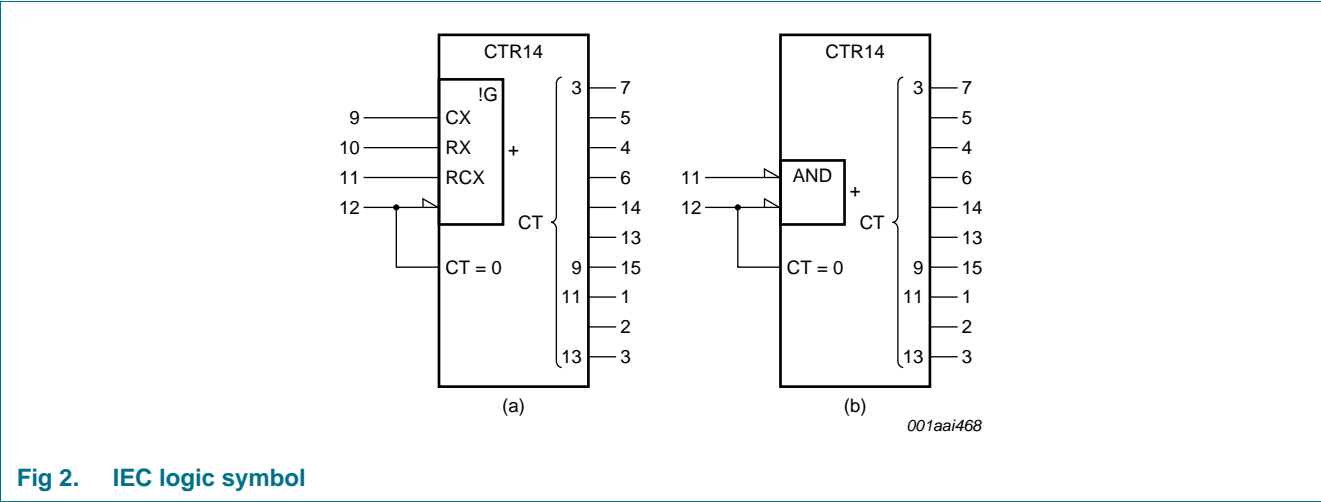 CTR14
!G
9 CX
10 RX
11 RCX
12
+
CT = 0
CT
3 7
5
4
6
14
13
9 15
11 1
2
13 3
(a)
CTR14
11 AND
12
+
CT = 0
CT
3 7
5
4
6
14
13
9 15
11 1
2
13 3
(b)
001aai468
Fig 2. IEC logic symbol